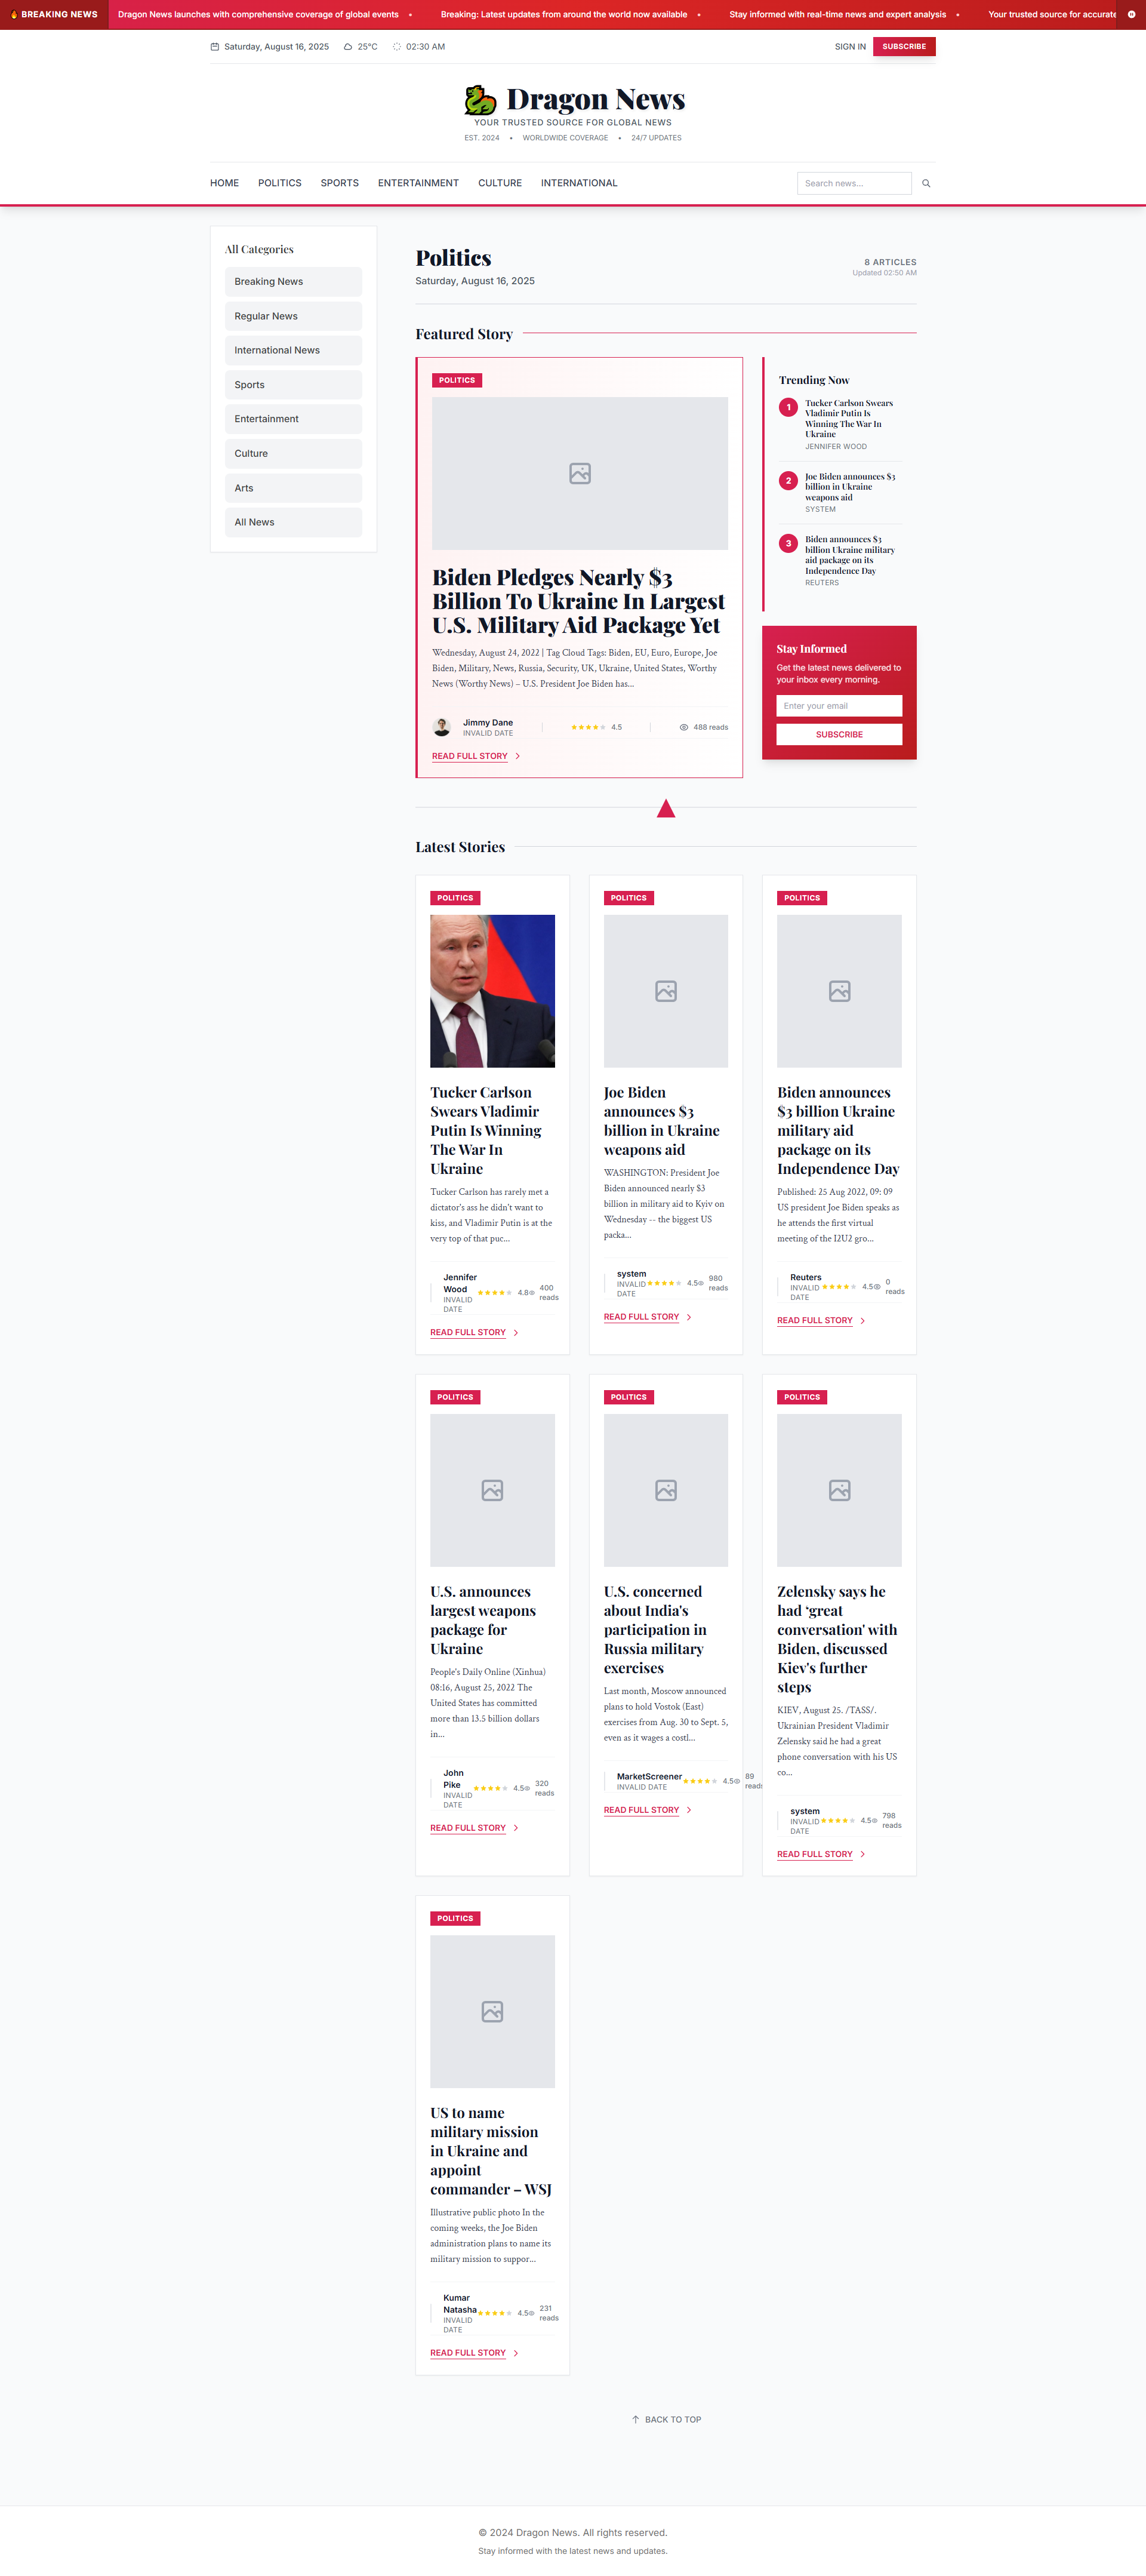 BREAKING NEWS
Dragon News launches with comprehensive coverage of global events • Breaking: Latest updates from around the world now available • Stay informed with real-time news and expert analysis • Your trusted source for accurate
Saturday, August 16, 2025 25°C 02:30 AM
SIGN IN SUBSCRIBE
Dragon News
YOUR TRUSTED SOURCE FOR GLOBAL NEWS
EST. 2024 • WORLDWIDE COVERAGE • 24/7 UPDATES
HOME POLITICS SPORTS ENTERTAINMENT CULTURE INTERNATIONAL
Search news...
All Categories
Breaking News
Regular News
International News
Sports
Entertainment
Culture
Arts
All News
Politics
Saturday, August 16, 2025
8 ARTICLES
Updated 02:50 AM
Featured Story
POLITICS
Biden Pledges Nearly $3
Billion To Ukraine In Largest
U.S. Military Aid Package Yet
Wednesday, August 24, 2022 | Tag Cloud Tags: Biden, EU, Euro, Europe, Joe
Biden, Military, News, Russia, Security, UK, Ukraine, United States, Worthy
News (Worthy News) – U.S. President Joe Biden has...
Jimmy Dane
INVALID DATE
4.5
488 reads
READ FULL STORY
Trending Now
1
Tucker Carlson Swears
Vladimir Putin Is
Winning The War In
Ukraine
JENNIFER WOOD
2
Joe Biden announces $3
billion in Ukraine
weapons aid
SYSTEM
3
Biden announces $3
billion Ukraine military
aid package on its
Independence Day
REUTERS
Stay Informed
Get the latest news delivered to
your inbox every morning.
Enter your email
SUBSCRIBE
Latest Stories
POLITICS
Tucker Carlson
Swears Vladimir
Putin Is Winning
The War In
Ukraine
Tucker Carlson has rarely met a
dictator's ass he didn't want to
kiss, and Vladimir Putin is at the
very top of that puc...
Jennifer
Wood
INVALID
DATE
4.8
400
reads
READ FULL STORY
POLITICS
Joe Biden
announces $3
billion in Ukraine
weapons aid
WASHINGTON: President Joe
Biden announced nearly $3
billion in military aid to Kyiv on
Wednesday -- the biggest US
packa...
system
INVALID
DATE
4.5
980
reads
READ FULL STORY
POLITICS
Biden announces
$3 billion Ukraine
military aid
package on its
Independence Day
Published: 25 Aug 2022, 09: 09
US president Joe Biden speaks as
he attends the first virtual
meeting of the I2U2 gro...
Reuters
INVALID
DATE
4.5
0
reads
READ FULL STORY
POLITICS
U.S. announces
largest weapons
package for
Ukraine
People's Daily Online (Xinhua)
08:16, August 25, 2022 The
United States has committed
more than 13.5 billion dollars
in...
John
Pike
INVALID
DATE
4.5
320
reads
READ FULL STORY
POLITICS
U.S. concerned
about India's
participation in
Russia military
exercises
Last month, Moscow announced
plans to hold Vostok (East)
exercises from Aug. 30 to Sept. 5,
even as it wages a costl...
MarketScreener
INVALID DATE
4.5
89
reads
READ FULL STORY
POLITICS
Zelensky says he
had ‘great
conversation' with
Biden, discussed
Kiev's further
steps
KIEV, August 25. /TASS/.
Ukrainian President Vladimir
Zelensky said he had a great
phone conversation with his US
co...
system
INVALID
DATE
4.5
798
reads
READ FULL STORY
POLITICS
US to name
military mission
in Ukraine and
appoint
commander – WSJ
Illustrative public photo In the
coming weeks, the Joe Biden
administration plans to name its
military mission to suppor...
Kumar
Natasha
INVALID
DATE
4.5
231
reads
READ FULL STORY
BACK TO TOP
© 2024 Dragon News. All rights reserved.
Stay informed with the latest news and updates.